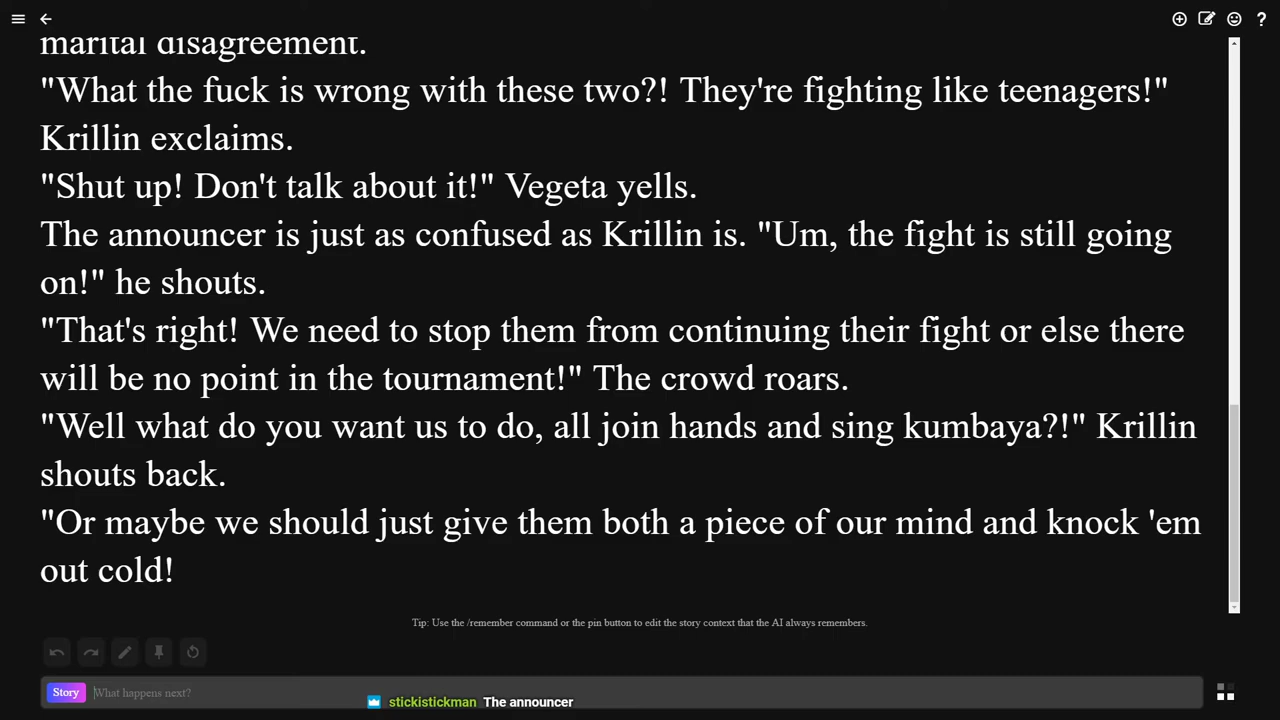 marital disagreement.
"What the fuck is wrong with these two?! They're fighting like teenagers!"
Krillin exclaims.
"Shut up! Don't talk about it!" Vegeta yells.
The announcer is just as confused as Krillin is. "Um, the fight is still going
on!" he shouts.
"That's right! We need to stop them from continuing their fight or else there
will be no point in the tournament!" The crowd roars.
"Well what do you want us to do, all join hands and sing kumbaya?!" Krillin
shouts back.
"Or maybe we should just give them both a piece of our mind and knock 'em
out cold!
Tip: Use the /remember command or the pin button to edit the story context that the AI always remembers.
Story What happens next?
stickistickman The announcer